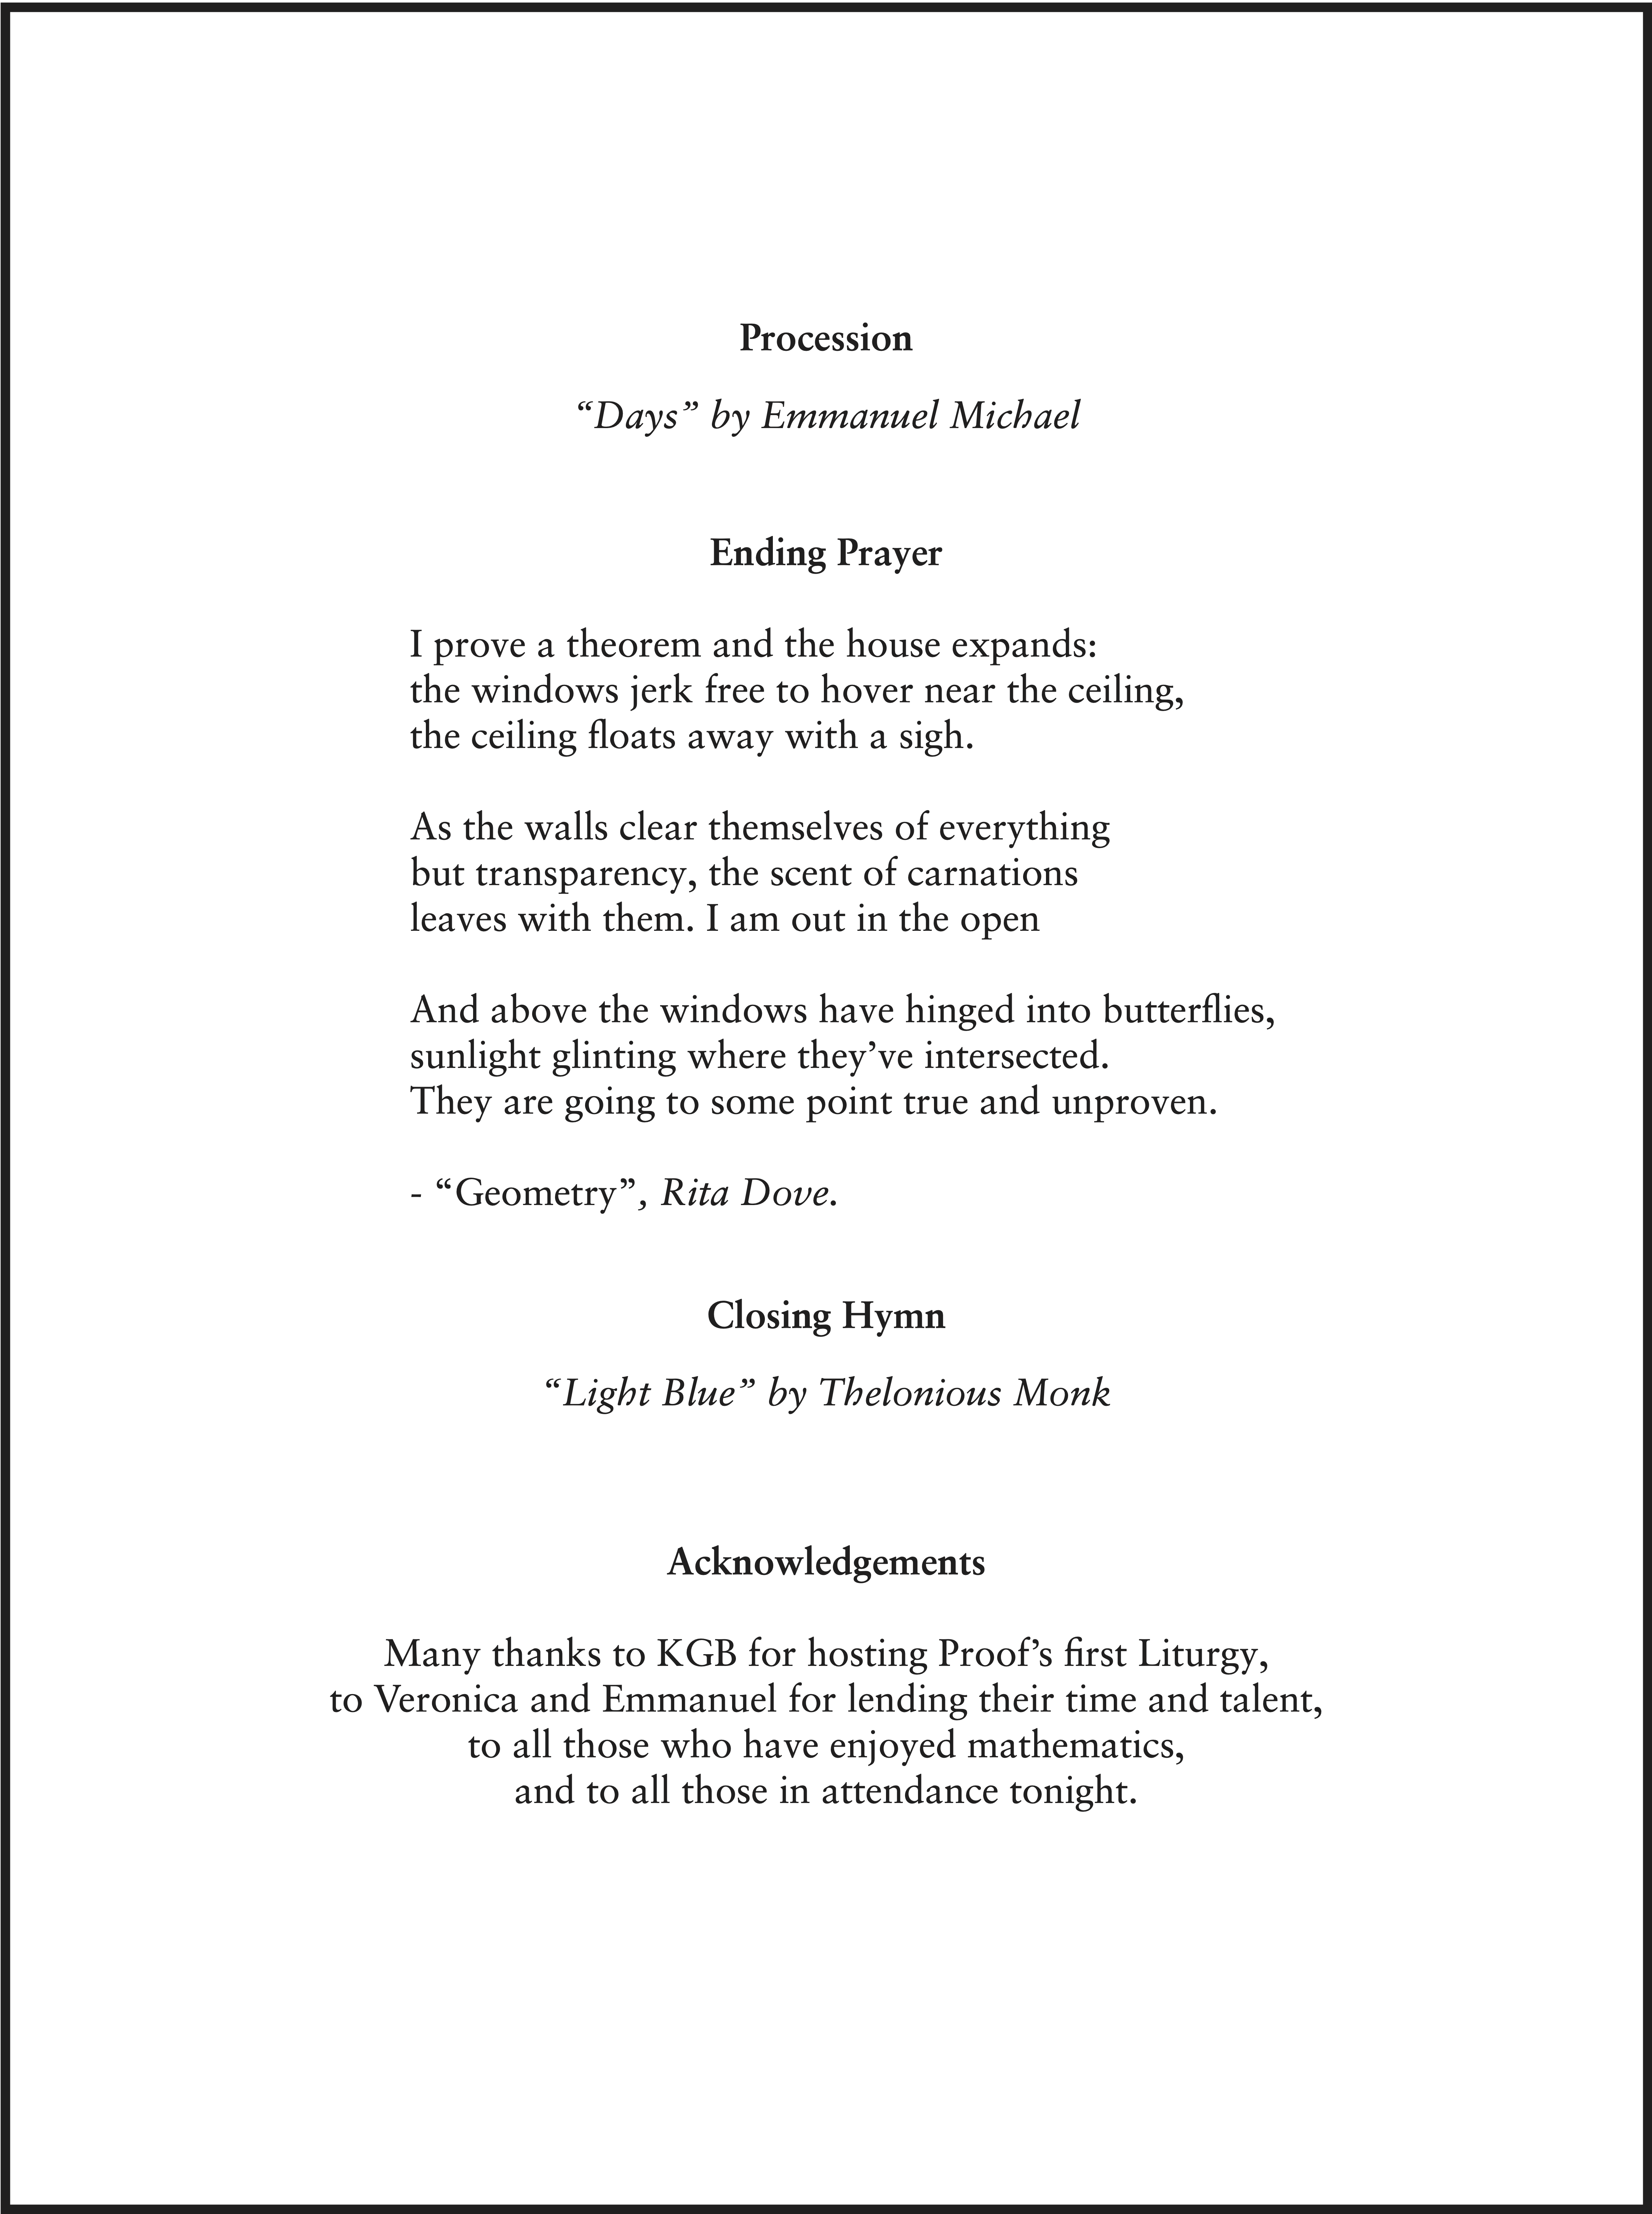 Procession
“Days” by Emmanuel Michael
Ending Prayer
I prove a theorem and the house expands:
the windows jerk free to hover near the ceiling,
the ceiling floats away with a sigh.
As the walls clear themselves of everything
but transparency, the scent of carnations
leaves with them. I am out in the open
And above the windows have hinged into butterflies,
sunlight glinting where they’ve intersected.
They are going to some point true and unproven.
- “Geometry”, Rita Dove.
Closing Hymn
“Light Blue” by Thelonious Monk
Acknowledgements
Many thanks to KGB for hosting Proof’s first Liturgy,
to Veronica and Emmanuel for lending their time and talent,
to all those who have enjoyed mathematics,
and to all those in attendance tonight.